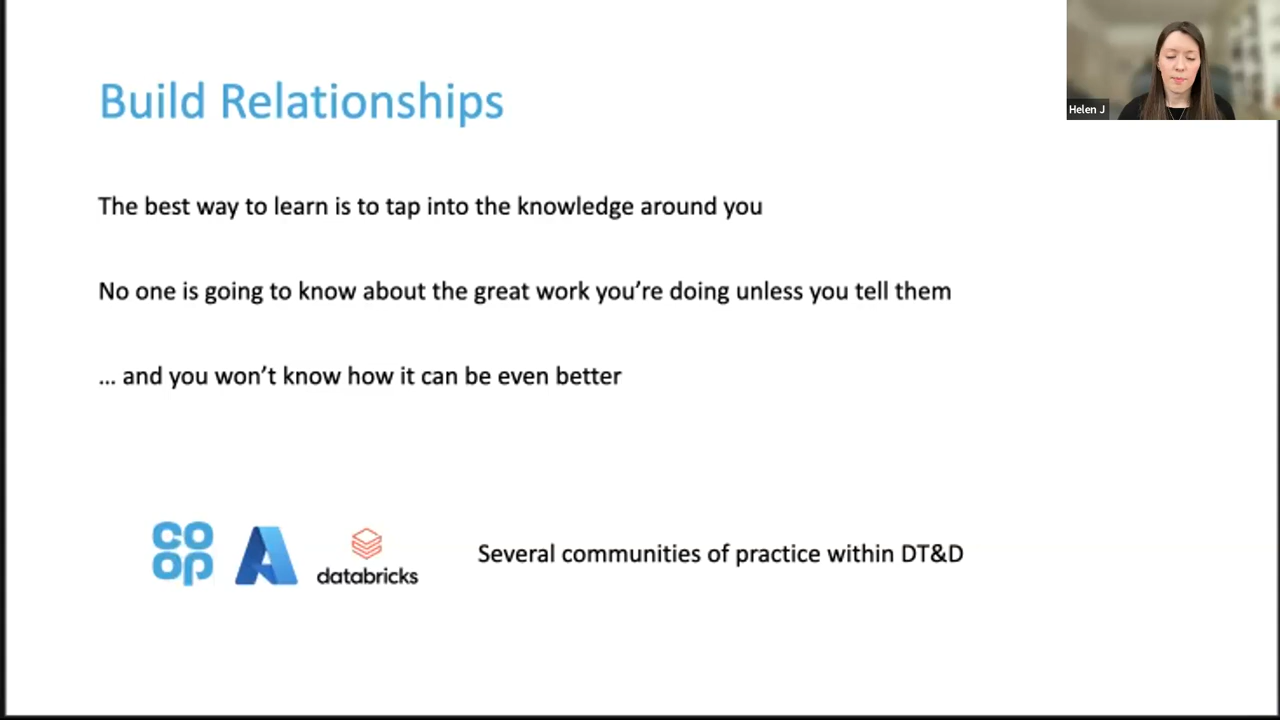 Build Relationships
Helen J
The best way to learn is to tap into the knowledge around you
No one is going to know about the great work you’re doing unless you tell them
... and you won’t know how it can be even better
co
op
databricks
Several communities of practice within DT&D